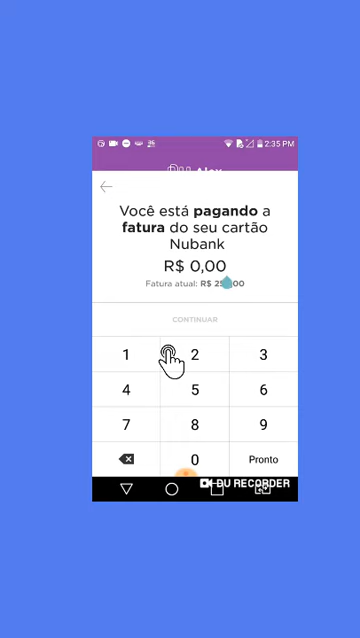 2:35 PM
Você está pagando a
fatura do seu cartão
Nubank
R$ 0,00
Fatura atual:
CONTINUAR
1 2 3
4 5 6
7 8 9
0 Pronto
DU RECORDER